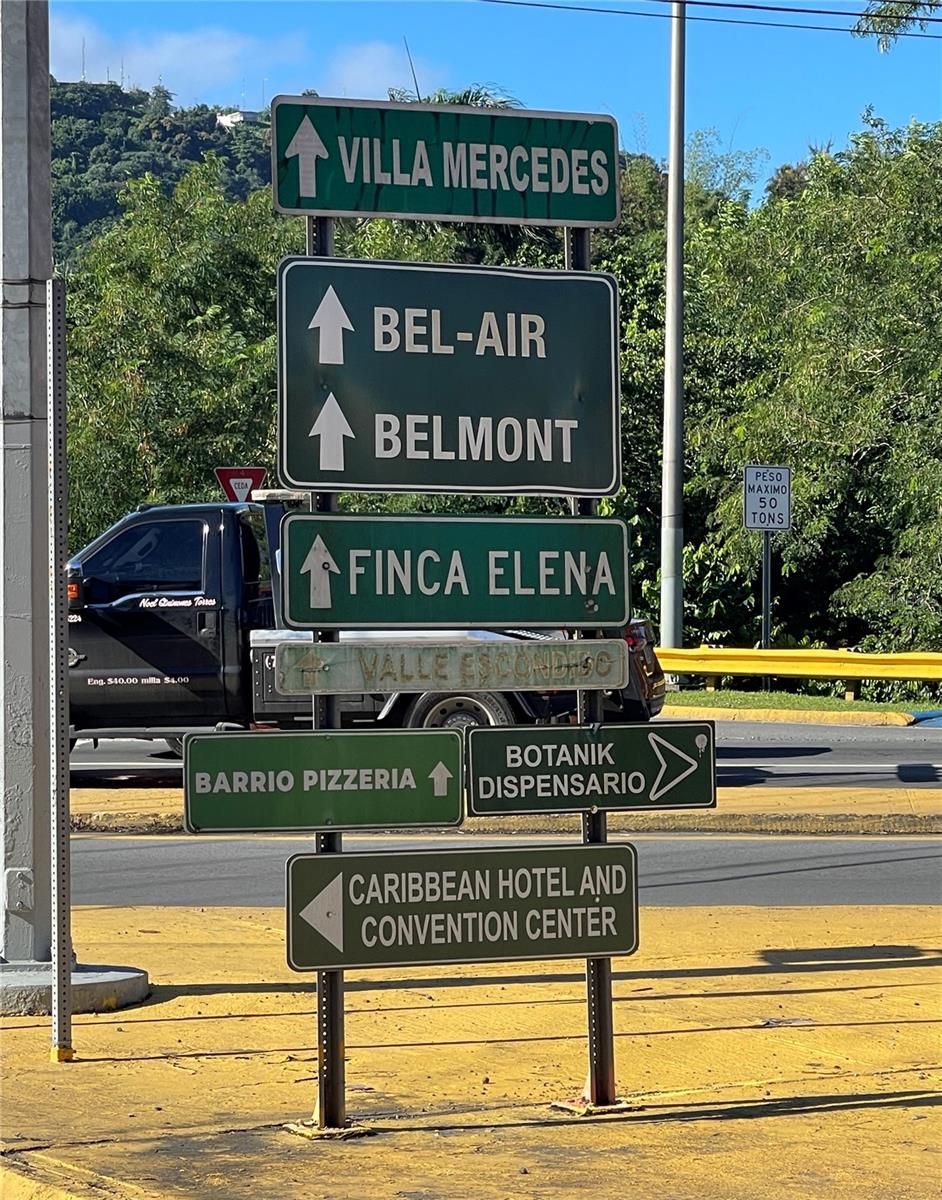 VILLA MERCEDES
BEL-AIR
BELMONT
CEDA
PESO
MAXIMO
50
TONS
FINCA ELENA
Noel Quinones Torres
VALLE ESCONDIDO
Eng. $40.00 milla $4.00
BARRIO PIZZERIA
BOTANIK
DISPENSARIO
CARIBBEAN HOTEL AND
CONVENTION CENTER